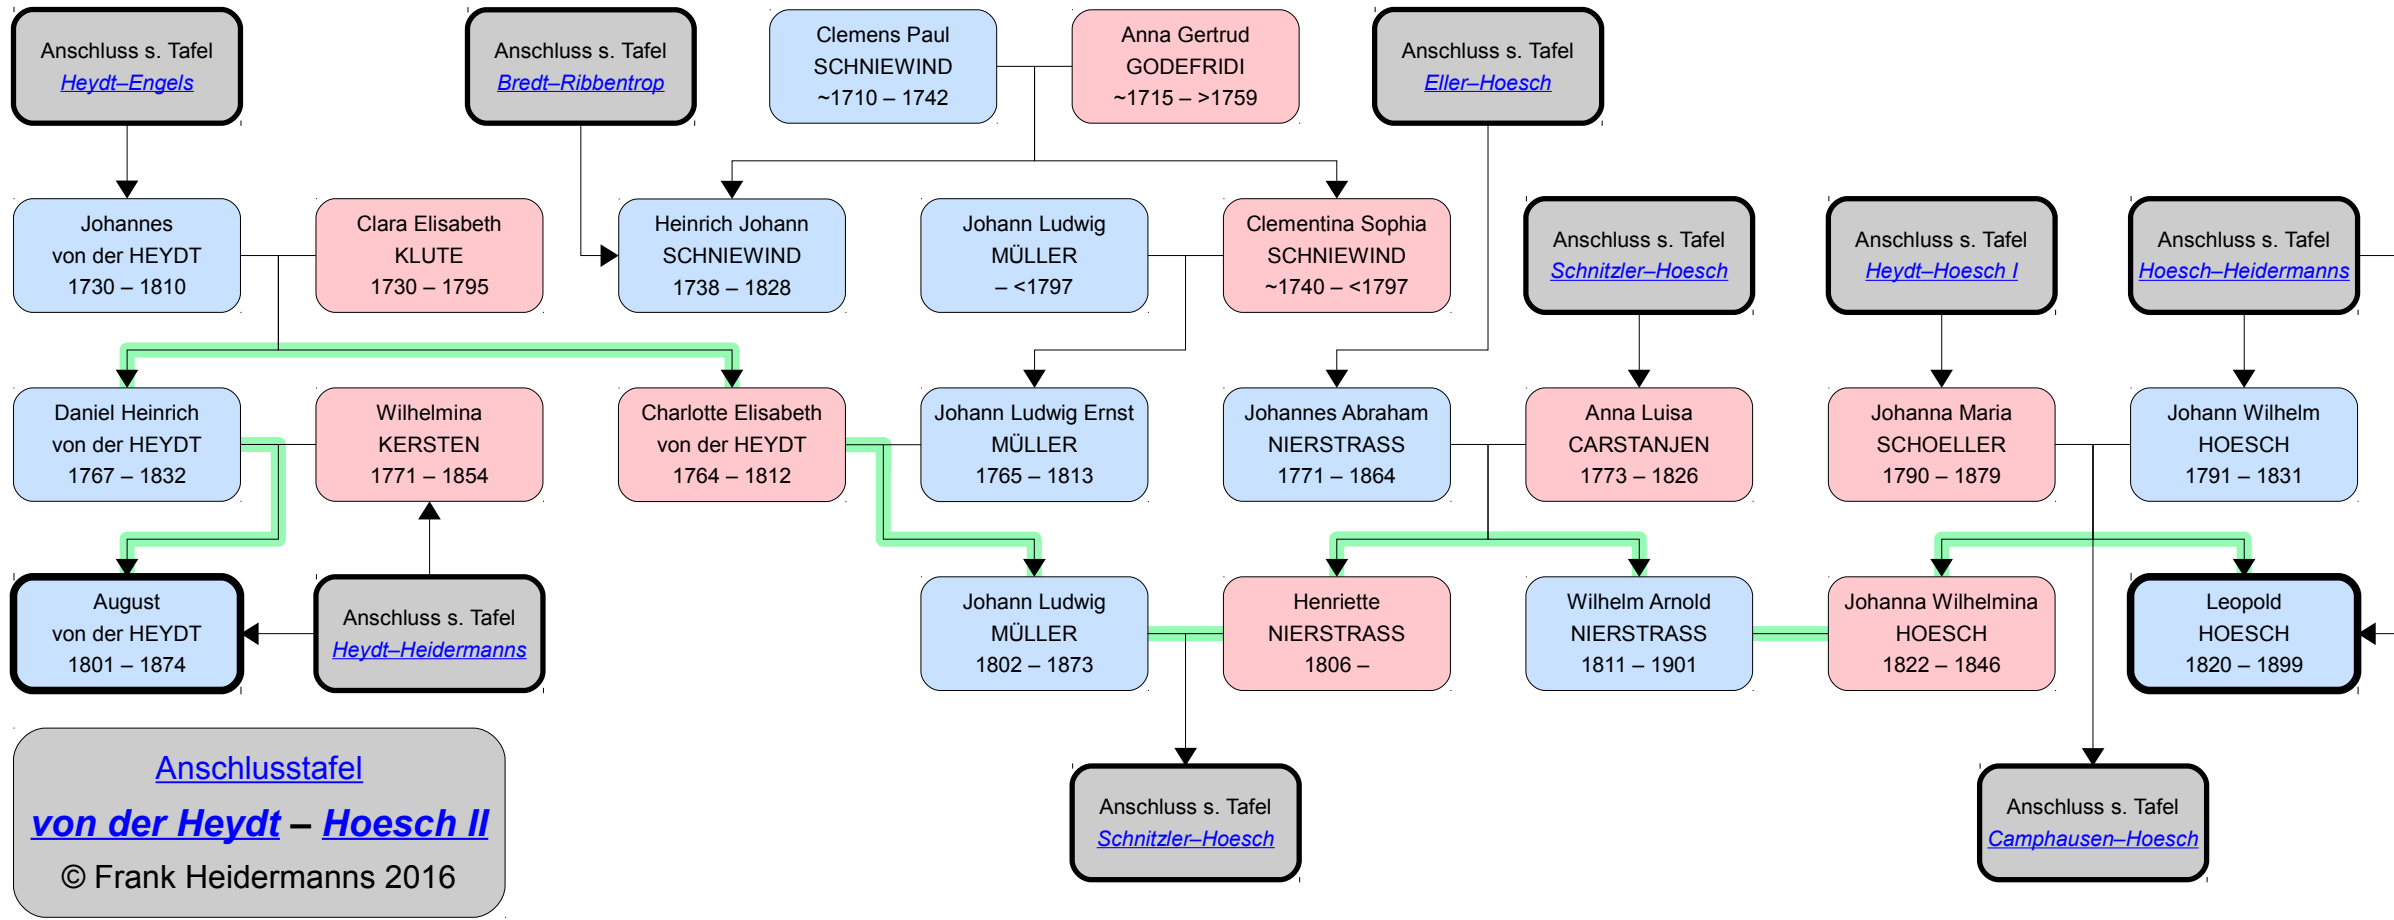 Anschluss s. Tafel
Heydt–Engels
Anschluss s. Tafel
Bredt–Ribbentrop
Clemens Paul
SCHNIEWIND
~1710 – 1742
Anna Gertrud
GODEFRIDI
~1715 – >1759
Anschluss s. Tafel
Eller–Hoesch
Johannes
von der HEYDT
1730 – 1810
Clara Elisabeth
KLUTE
1730 – 1795
Heinrich Johann
SCHNIEWIND
1738 – 1828
Johann Ludwig
MÜLLER
– <1797
Clementina Sophia
SCHNIEWIND
~1740 – <1797
Anschluss s. Tafel
Schnitzler–Hoesch
Anschluss s. Tafel
Heydt–Hoesch I
Anschluss s. Tafel
Hoesch–Heidermanns
Daniel Heinrich
von der HEYDT
1767 – 1832
Wilhelmina
KERSTEN
1771 – 1854
Charlotte Elisabeth
von der HEYDT
1764 – 1812
Johann Ludwig Ernst
MÜLLER
1765 – 1813
Johannes Abraham
NIERSTRASS
1771 – 1864
Anna Luisa
CARSTANJEN
1773 – 1826
Johanna Maria
SCHOELLER
1790 – 1879
Johann Wilhelm
HOESCH
1791 – 1831
August
von der HEYDT
1801 – 1874
Anschluss s. Tafel
Heydt–Heidermanns
Johann Ludwig
MÜLLER
1802 – 1873
Henriette
NIERSTRASS
1806 –
Wilhelm Arnold
NIERSTRASS
1811 – 1901
Johanna Wilhelmina
HOESCH
1822 – 1846
Leopold
HOESCH
1820 – 1899
Anschlusstafel
von der Heydt – Hoesch II
© Frank Heidermanns 2016
Anschluss s. Tafel
Schnitzler–Hoesch
Anschluss s. Tafel
Camphausen–Hoesch